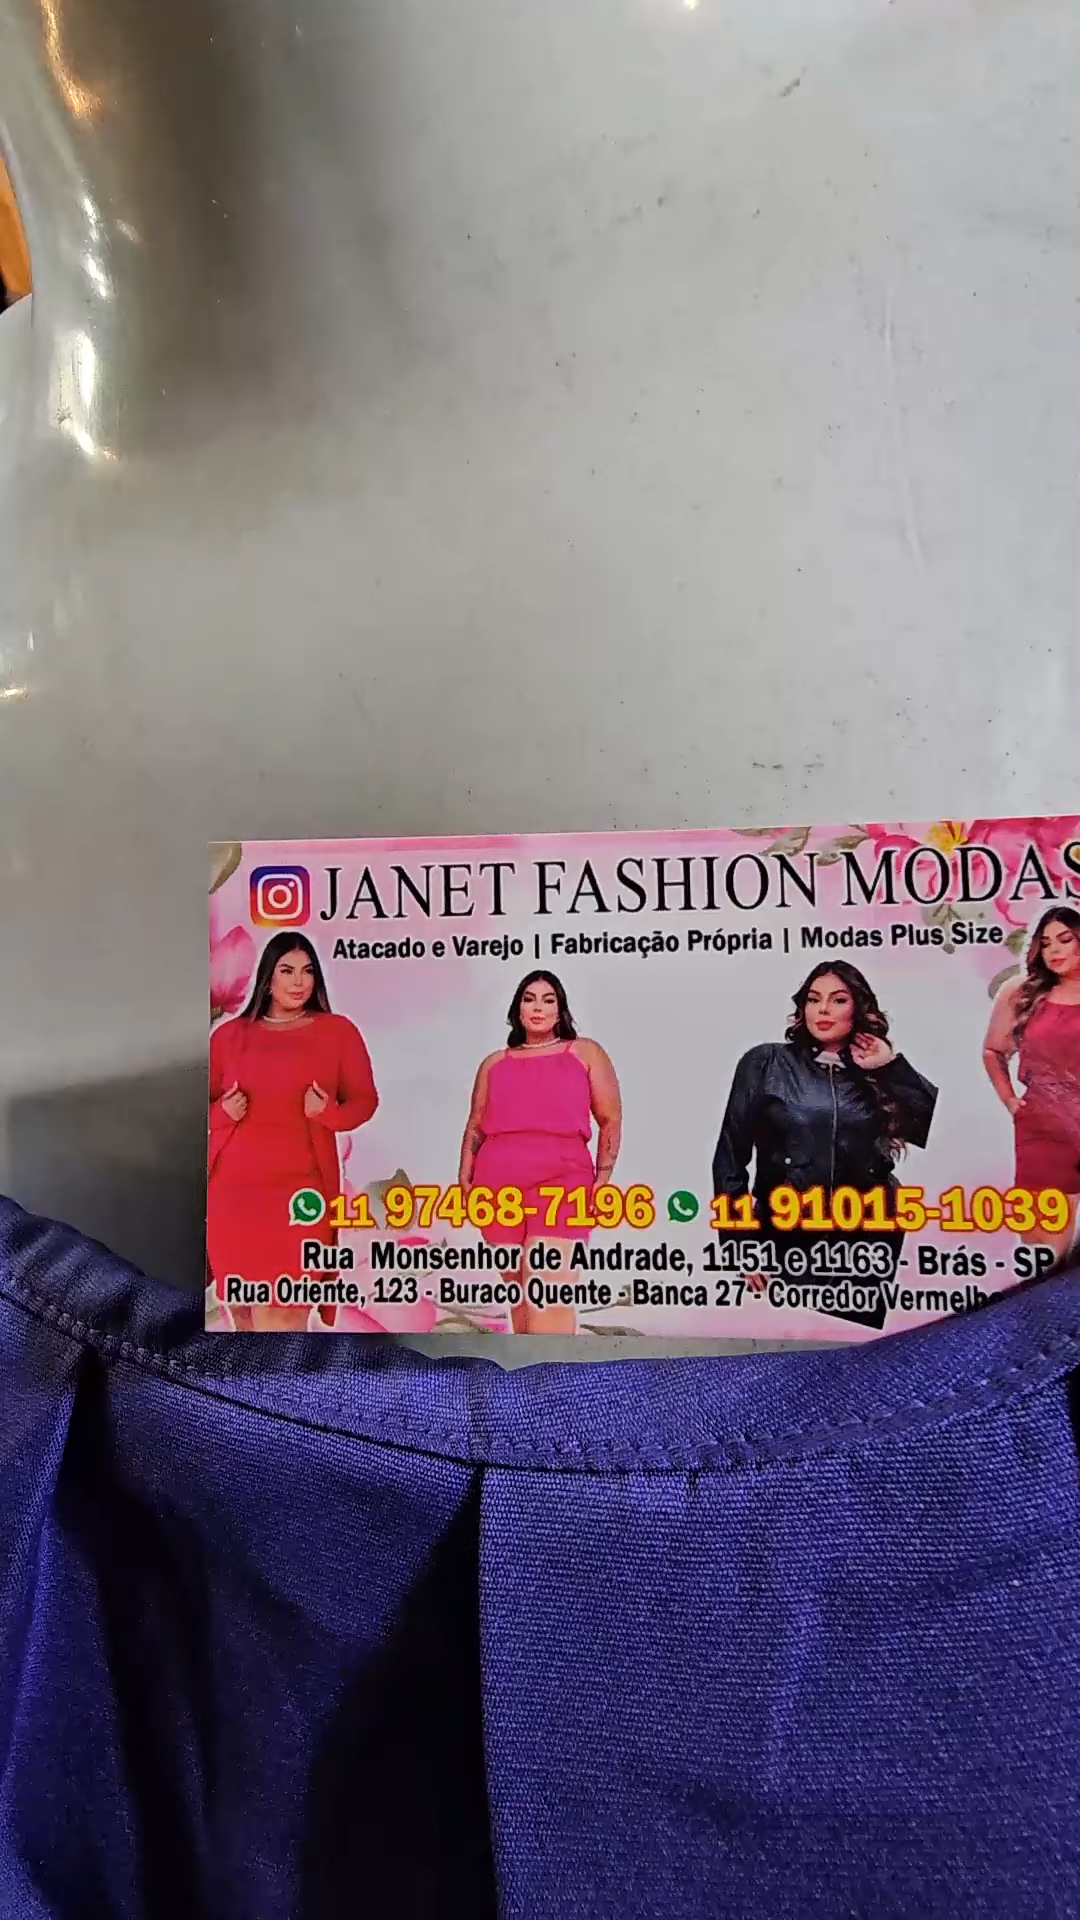 JANET FASHION MODAS
Atacado e Varejo | Fabricação Própria | Modas Plus Size
11 97468-7196 11 91015-1039
Rua Monsenhor de Andrade, 1151 e 1163 - Brás - SP
Rua Oriente, 123 - Buraco Quente - Banca 27 - Corredor Vermelho